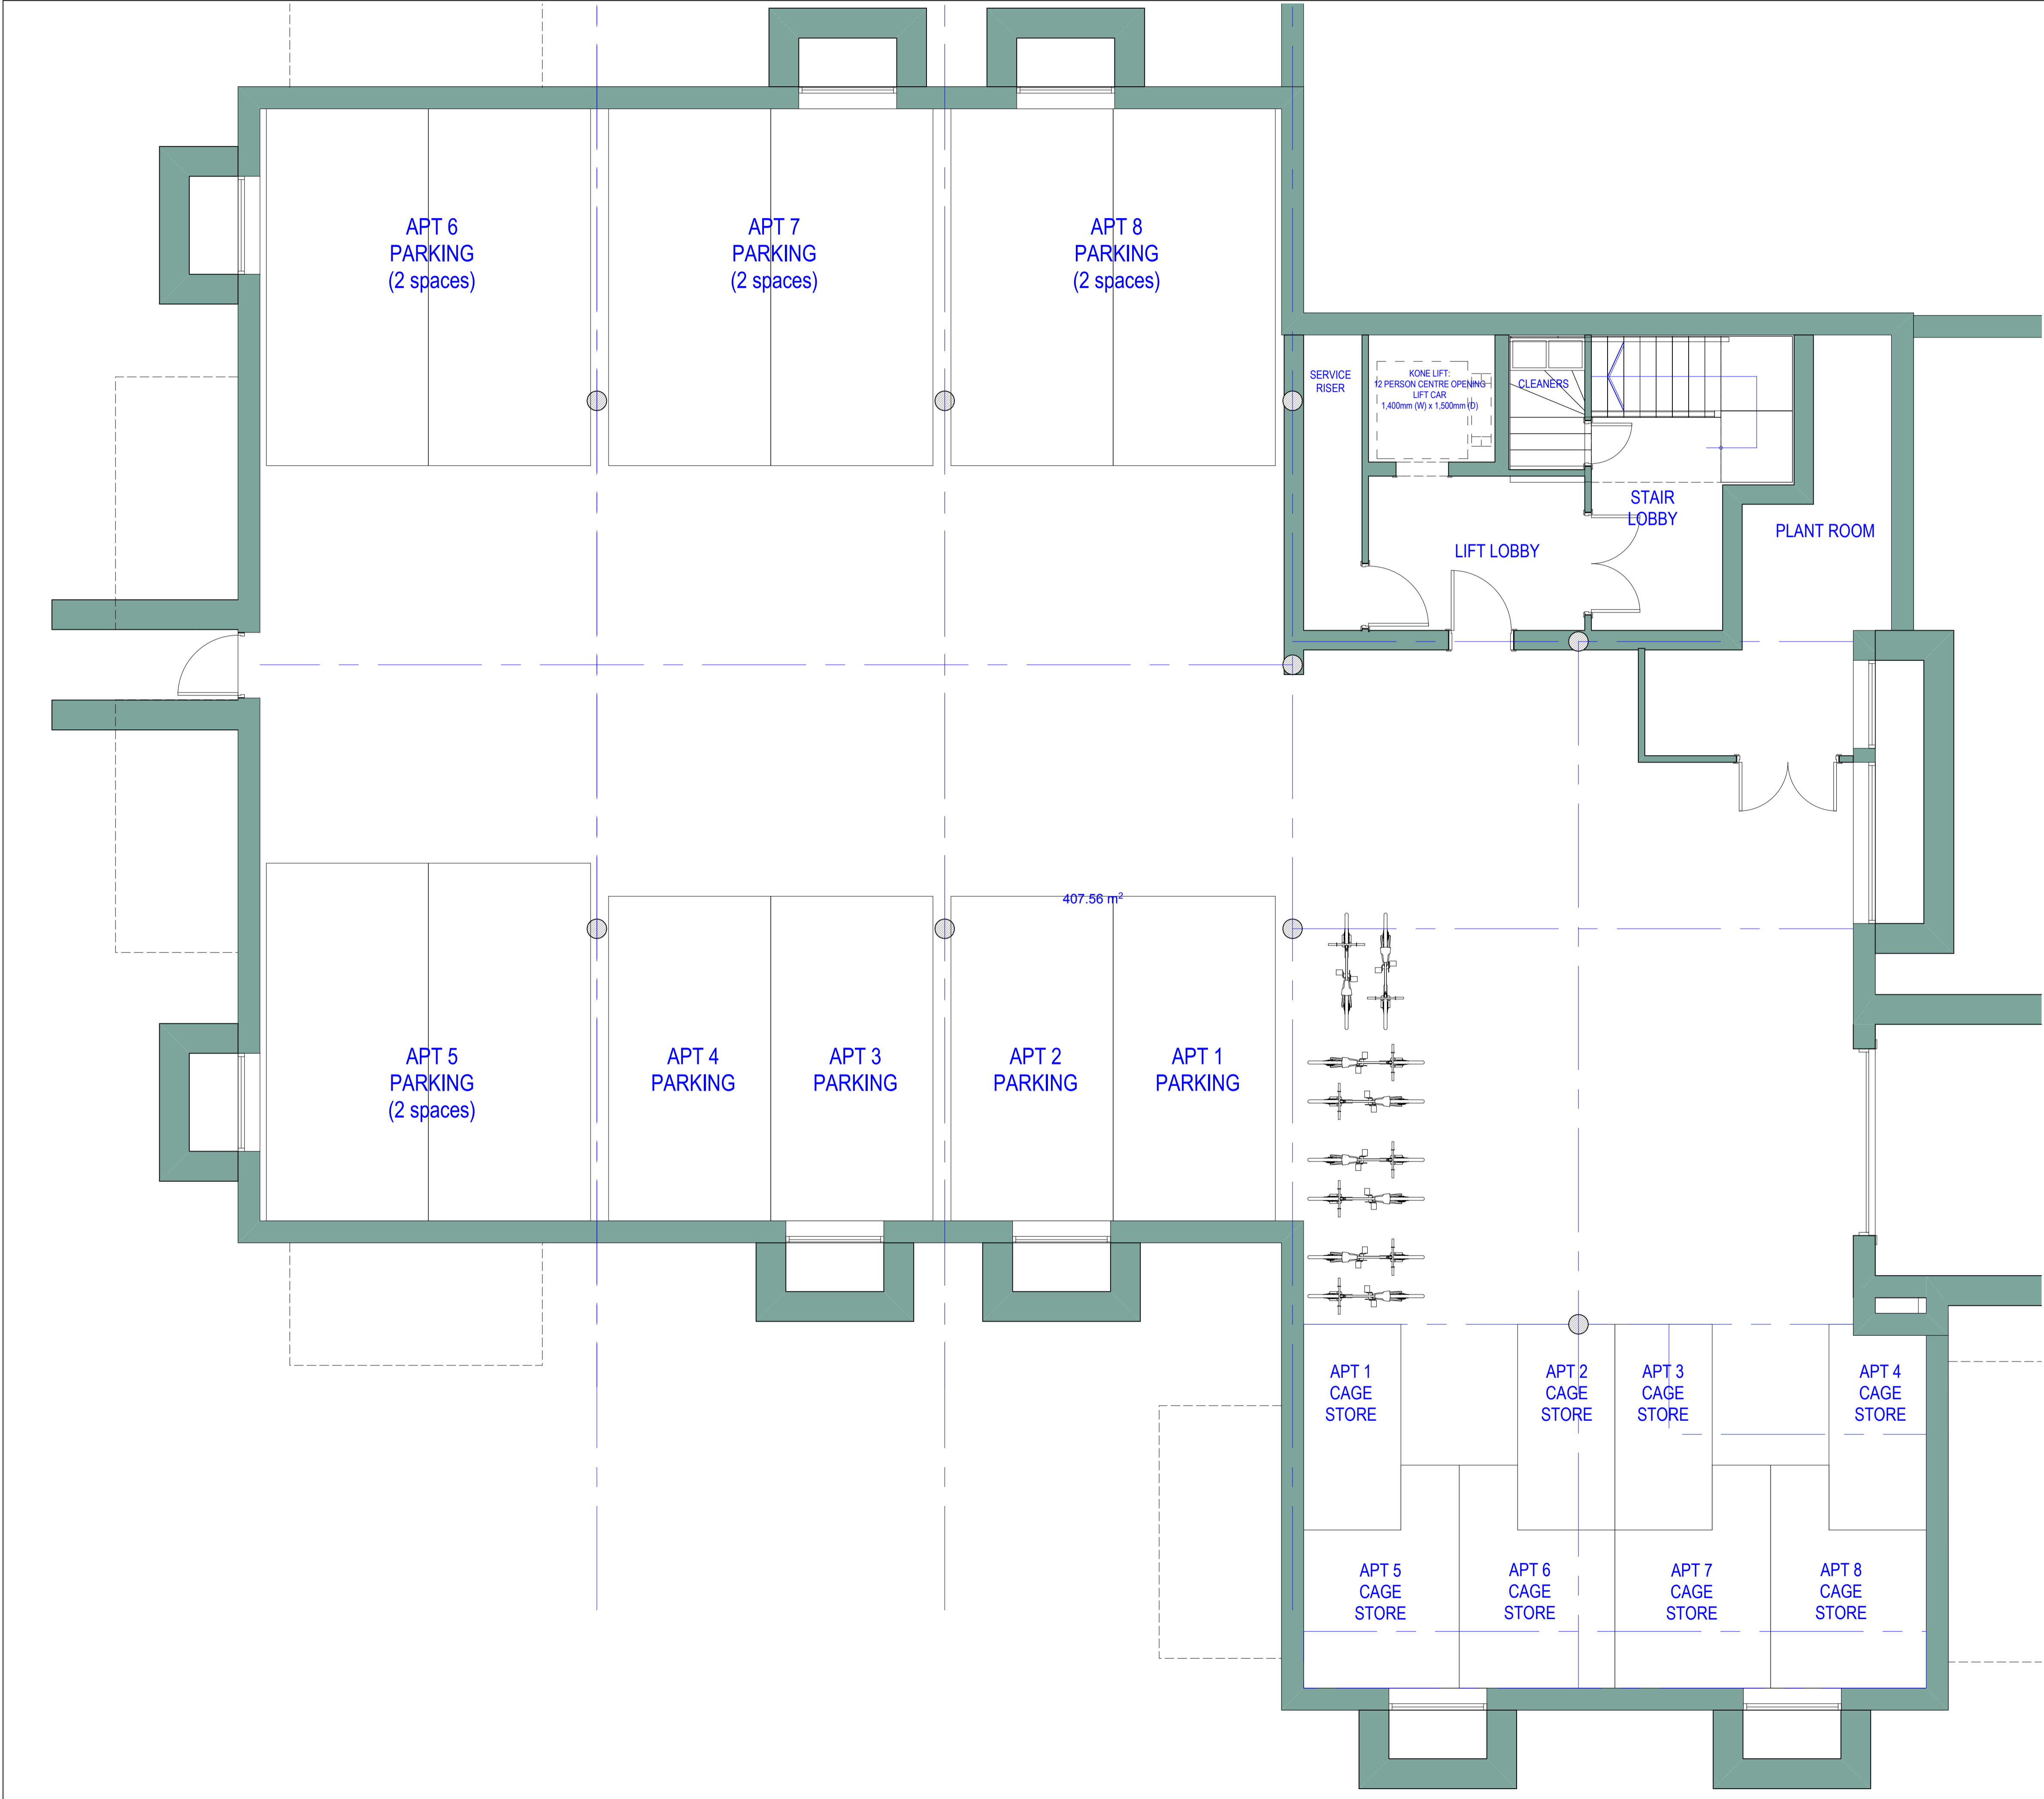 APT 6
PARKING
(2 spaces)
APT 7
PARKING
(2 spaces)
APT 8
PARKING
(2 spaces)
SERVICE
RISER
KONE LIFT:
12 PERSON CENTRE OPENING
LIFT CAR
1,400mm (W) x 1,500mm (D)
CLEANERS
STAIR
LOBBY
LIFT LOBBY
PLANT ROOM
407.56 m²
APT 5
PARKING
(2 spaces)
APT 4
PARKING
APT 3
PARKING
APT 2
PARKING
APT 1
PARKING
APT 1
CAGE
STORE
APT 2
CAGE
STORE
APT 3
CAGE
STORE
APT 4
CAGE
STORE
APT 5
CAGE
STORE
APT 6
CAGE
STORE
APT 7
CAGE
STORE
APT 8
CAGE
STORE